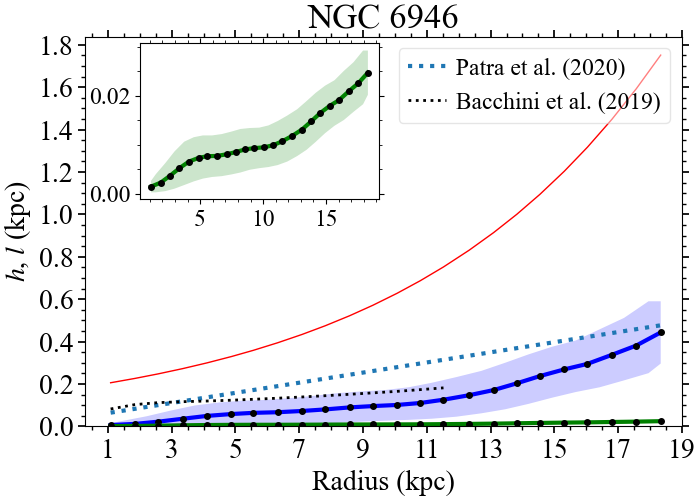 NGC 6946
Patra et al. (2020)
Bacchini et al. (2019)
0.02
0.00
5 10 15
h, l (kpc)
1.8
1.6
1.4
1.2
1.0
0.8
0.6
0.4
0.2
0.0
1 3 5 7 9 11 13 15 17 19
Radius (kpc)